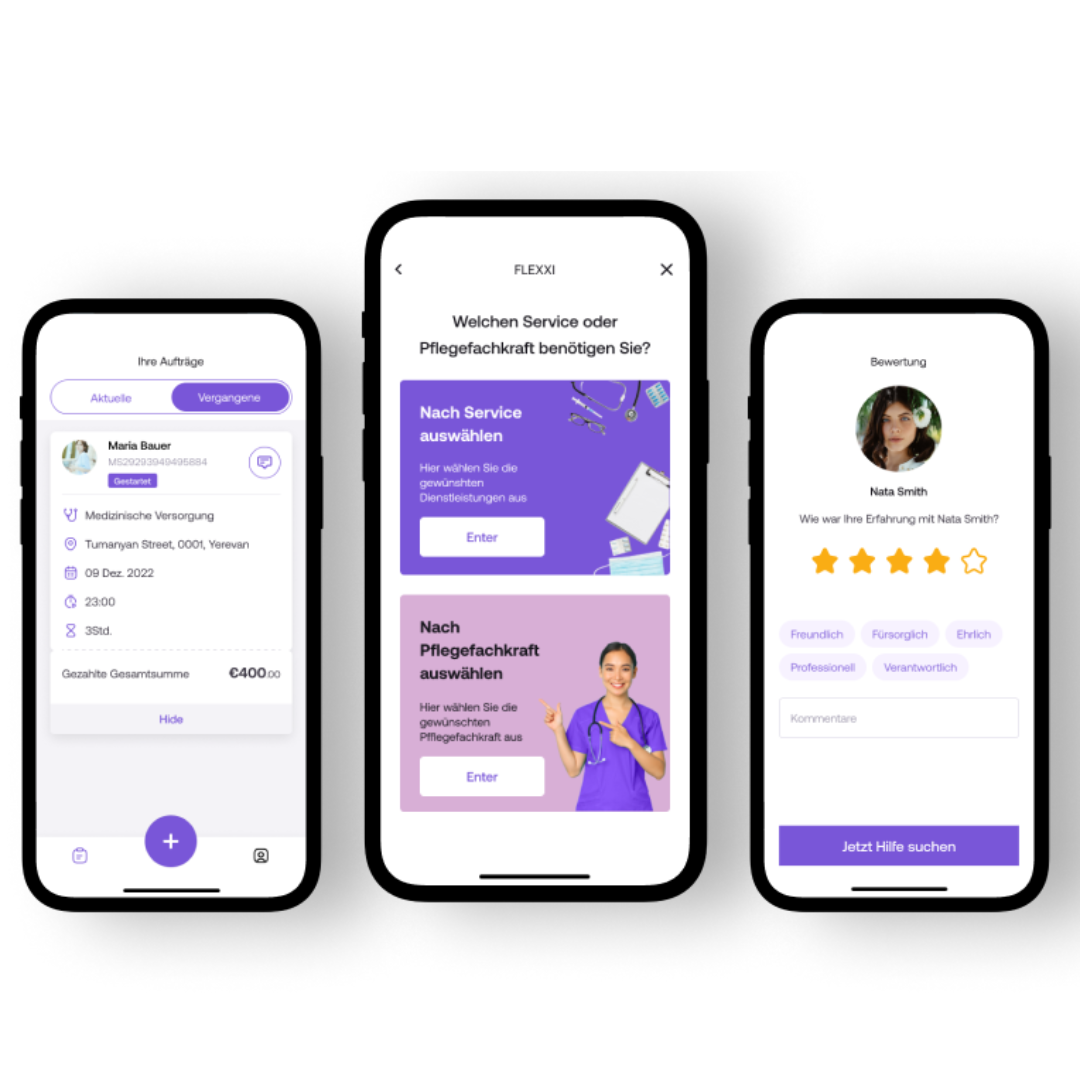 Ihre Aufträge
Aktuelle
Vergangene
Maria Bauer
MS29293949495884
Gestartet
Medizinische Versorgung
Tumanyan Street, 0001, Yerevan
09 Dez. 2022
23:00
3Std.
Gezahlte Gesamtsumme €400.00
Hide
FLEXXI
Welchen Service oder
Pflegefachkraft benötigen Sie?
Nach Service
auswählen
Hier wählen Sie die
gewünshten
Dienstleistungen aus
Enter
Nach
Pflegefachkraft
auswählen
Hier wählen Sie die
gewünschten
Pfflegefachkraft aus
Enter
Bewertung
Nata Smith
Wie war Ihre Erfahrung mit Nata Smith?
Freundlich
Fürsorglich
Ehrlich
Professionell
Verantwortlich
Kommentare
Jetzt Hilfe suchen